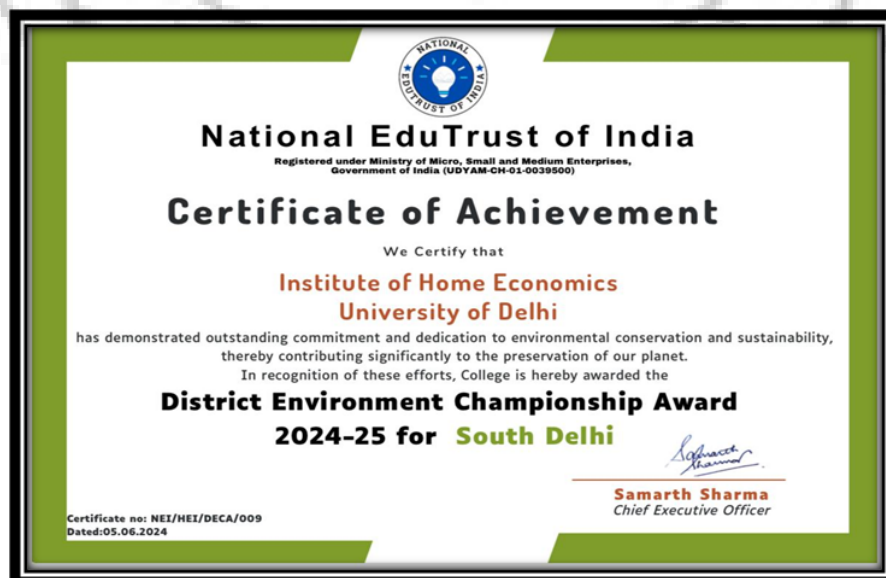 NATIONAL
EDUTRUST OF INDIA
National EduTrust of India
Registered under Ministry of Micro, Small and Medium Enterprises,
Government of India (UDYAM-CH-01-0039500)
Certificate of Achievement
We Certify that
Institute of Home Economics
University of Delhi
has demonstrated outstanding commitment and dedication to environmental conservation and sustainability,
thereby contributing significantly to the preservation of our planet.
In recognition of these efforts, College is hereby awarded the
District Environment Championship Award
2024-25 for South Delhi
Samarth
Sharma
Samarth Sharma
Chief Executive Officer
Certificate no: NEI/HEI/DECA/009
Dated:05.06.2024